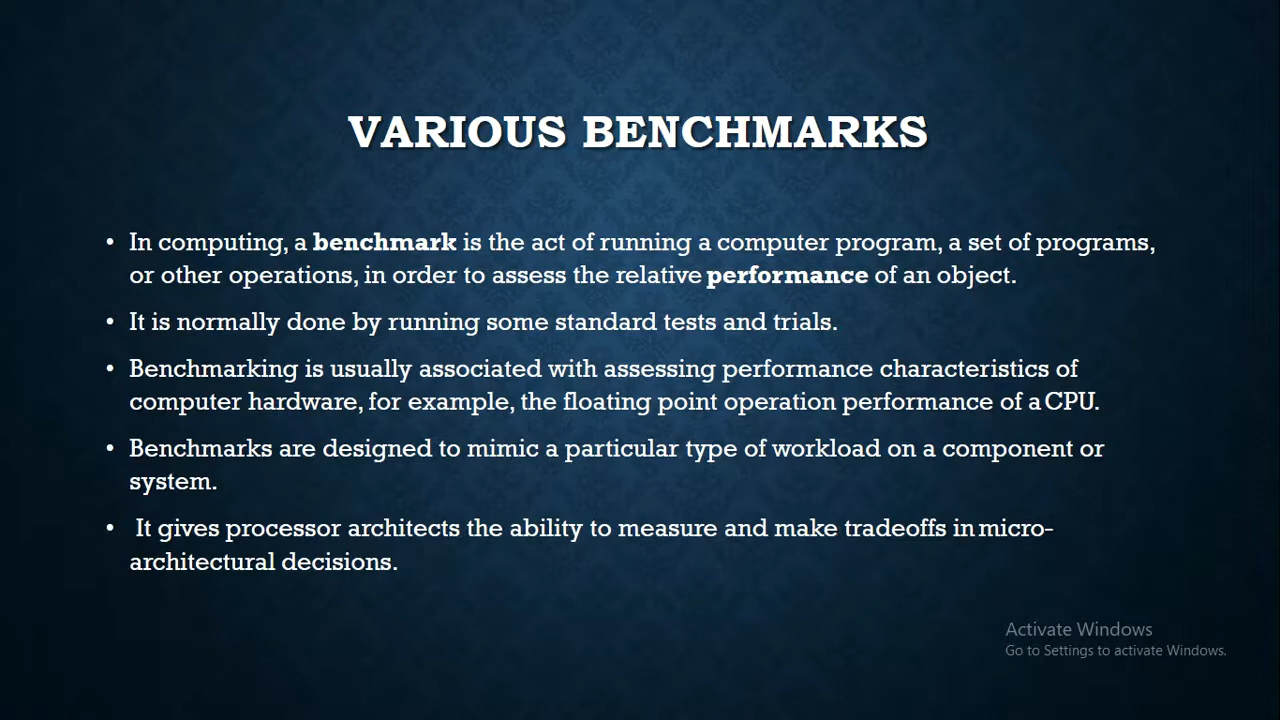 VARIOUS BENCHMARKS
• In computing, a benchmark is the act of running a computer program, a set of programs,
or other operations, in order to assess the relative performance of an object.
• It is normally done by running some standard tests and trials.
• Benchmarking is usually associated with assessing performance characteristics of
computer hardware, for example, the floating point operation performance of a CPU.
• Benchmarks are designed to mimic a particular type of workload on a component or
system.
• It gives processor architects the ability to measure and make tradeoffs in micro-
architectural decisions.
Activate Windows
Go to Settings to activate Windows.